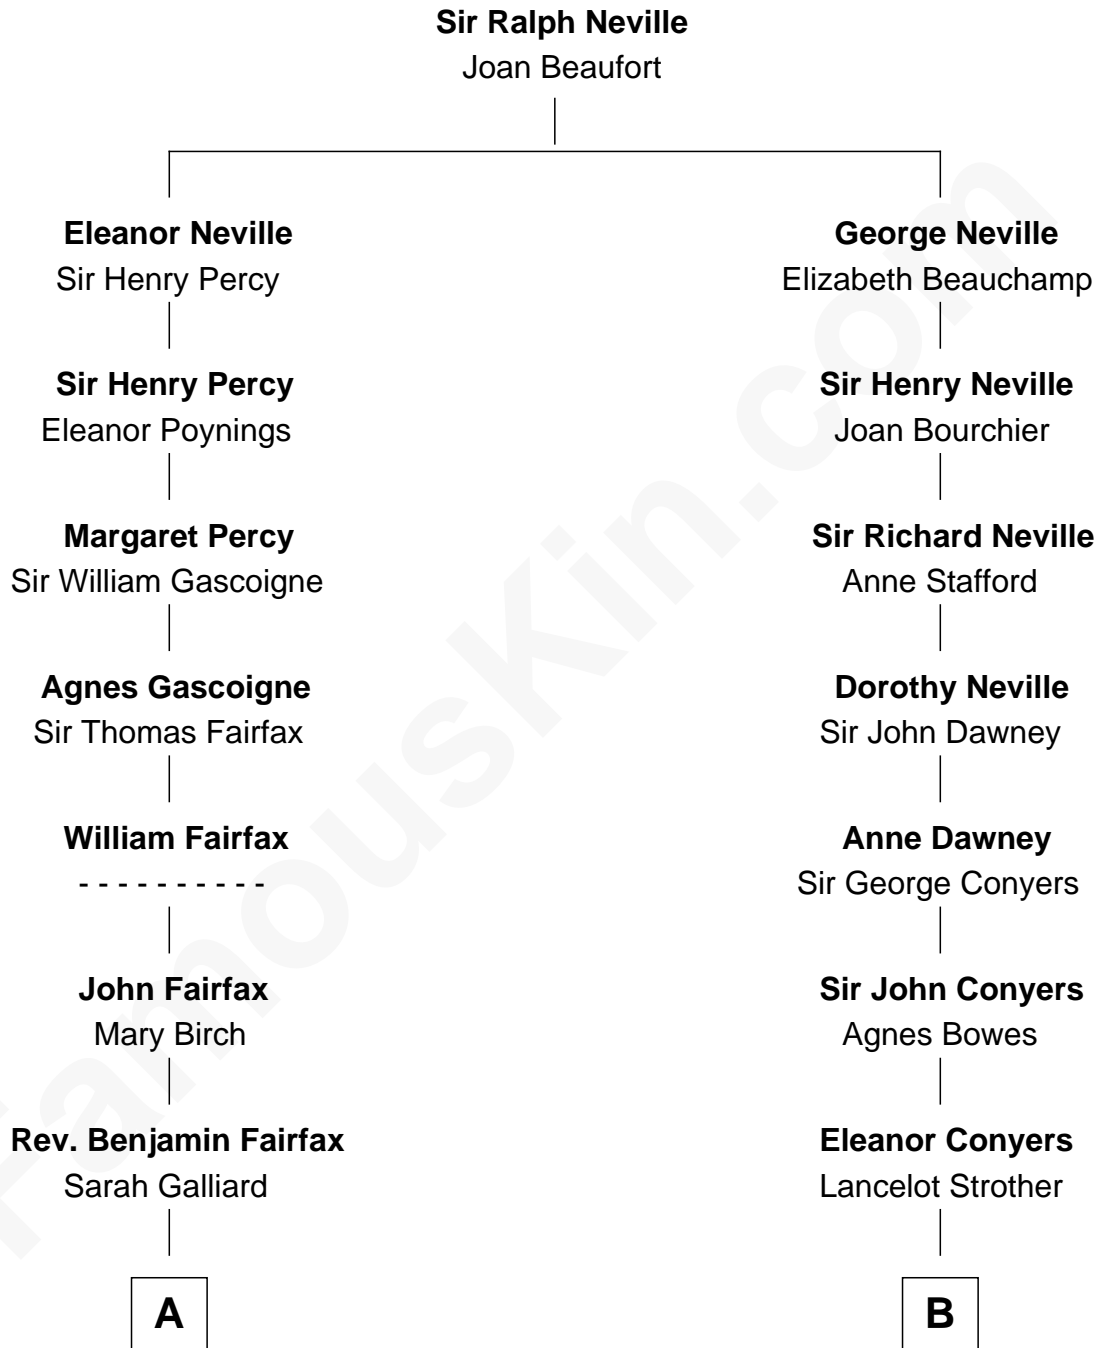 Sir Ralph Neville
Joan Beaufort
Eleanor Neville
Sir Henry Percy
George Neville
Elizabeth Beauchamp
Sir Henry Percy
Eleanor Poynings
Sir Henry Neville
Joan Bourchier
Margaret Percy
Sir William Gascoigne
Sir Richard Neville
Anne Stafford
Agnes Gascoigne
Sir Thomas Fairfax
Dorothy Neville
Sir John Dawney
William Fairfax
- - - - - - - - - -
Anne Dawney
Sir George Conyers
John Fairfax
Mary Birch
Sir John Conyers
Agnes Bowes
Rev. Benjamin Fairfax
Sarah Galliard
Eleanor Conyers
Lancelot Strother
A
B
FamousKin.com